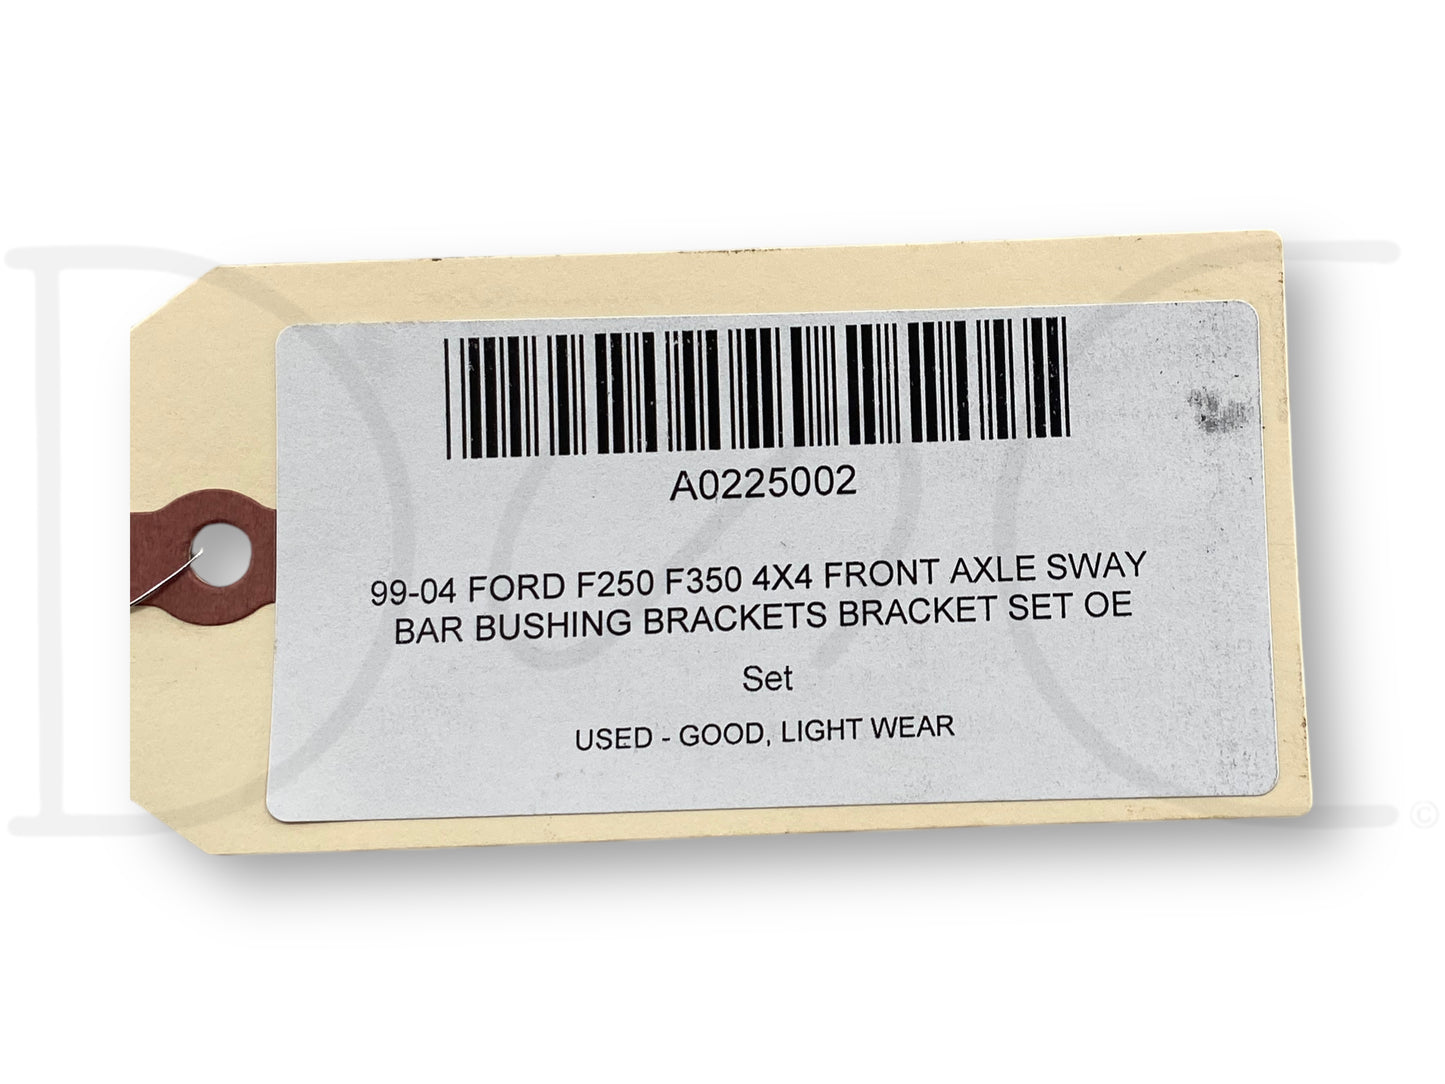 A0225002
99-04 FORD F250 F350 4X4 FRONT AXLE SWAY
BAR BUSHING BRACKETS BRACKET SET OE
Set
USED - GOOD, LIGHT WEAR
©